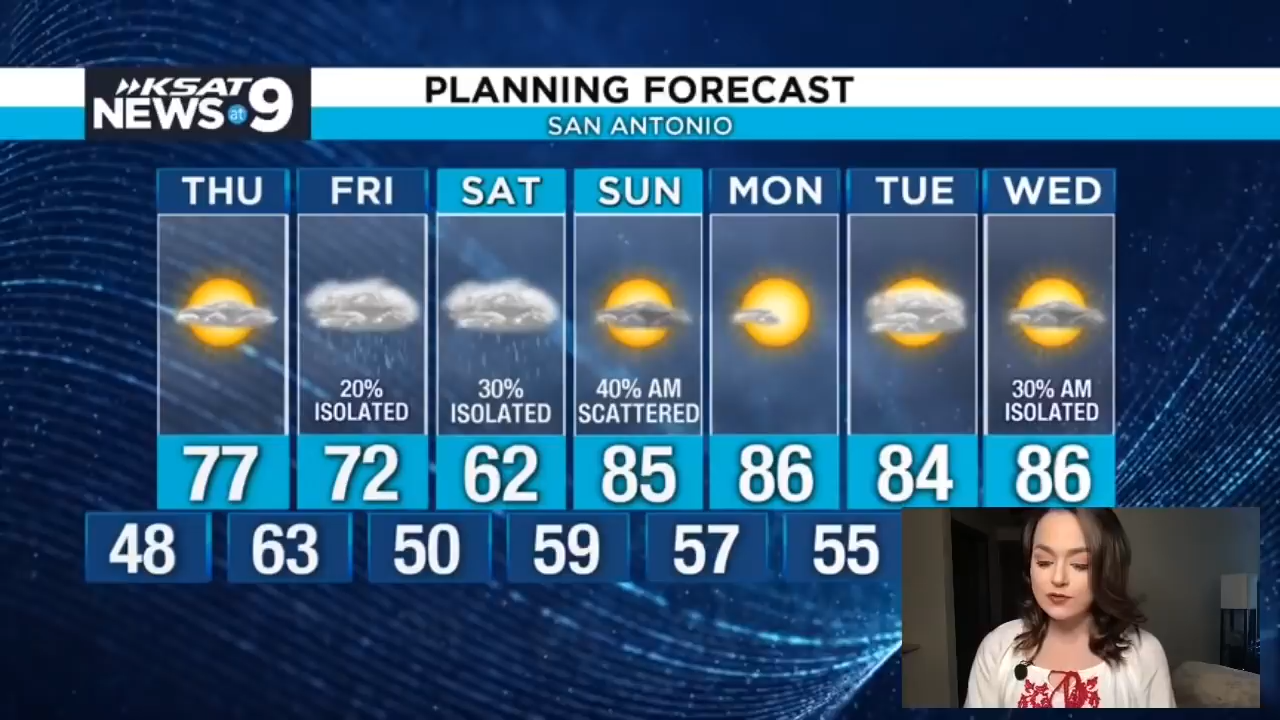 KSAT
NEWS at 9
PLANNING FORECAST
SAN ANTONIO
THU FRI SAT SUN MON TUE WED
20% 30% 40% AM 30% AM
ISOLATED ISOLATED SCATTERED ISOLATED
77 72 62 85 86 84 86
48 63 50 59 57 55